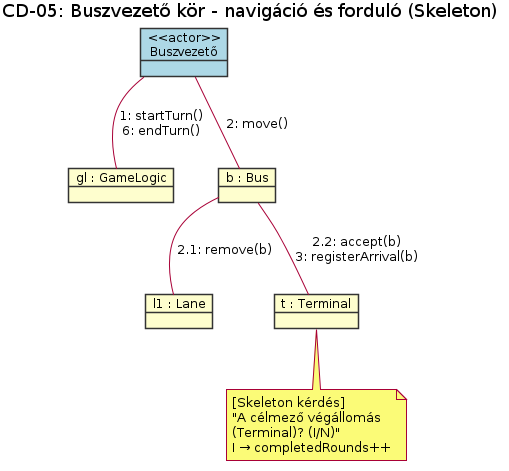 CD-05: Buszvezető kör - navigáció és forduló (Skeleton)
<<actor>>
Buszvezető
1: startTurn()
6: endTurn()
2: move()
gl : GameLogic
b : Bus
2.1: remove(b)
2.2: accept(b)
3: registerArrival(b)
l1 : Lane
t : Terminal
[Skeleton kérdés]
"A célmező végállomás
(Terminal)? (I/N)"
I → completedRounds++